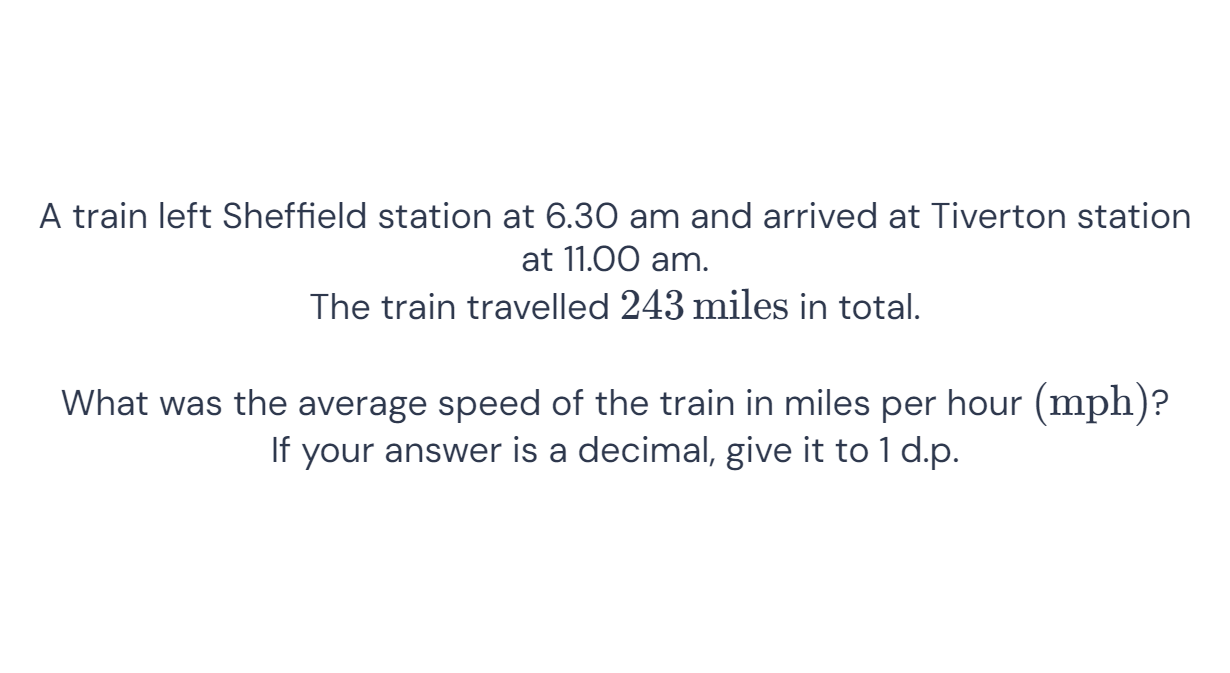 A train left Sheffield station at 6.30 am and arrived at Tiverton station
at 11.00 am.
The train travelled 243 miles in total.
What was the average speed of the train in miles per hour (mph)?
If your answer is a decimal, give it to 1 d.p.